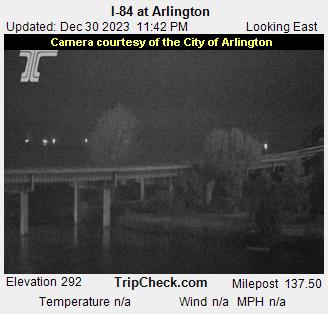 I-84 at Arlington
Updated: Dec 30 2023 11:42 PM Looking East
Camera courtesy of the City of Arlington
Elevation 292 TripCheck.com Milepost 137.50
Temperature n/a Wind n/a MPH n/a